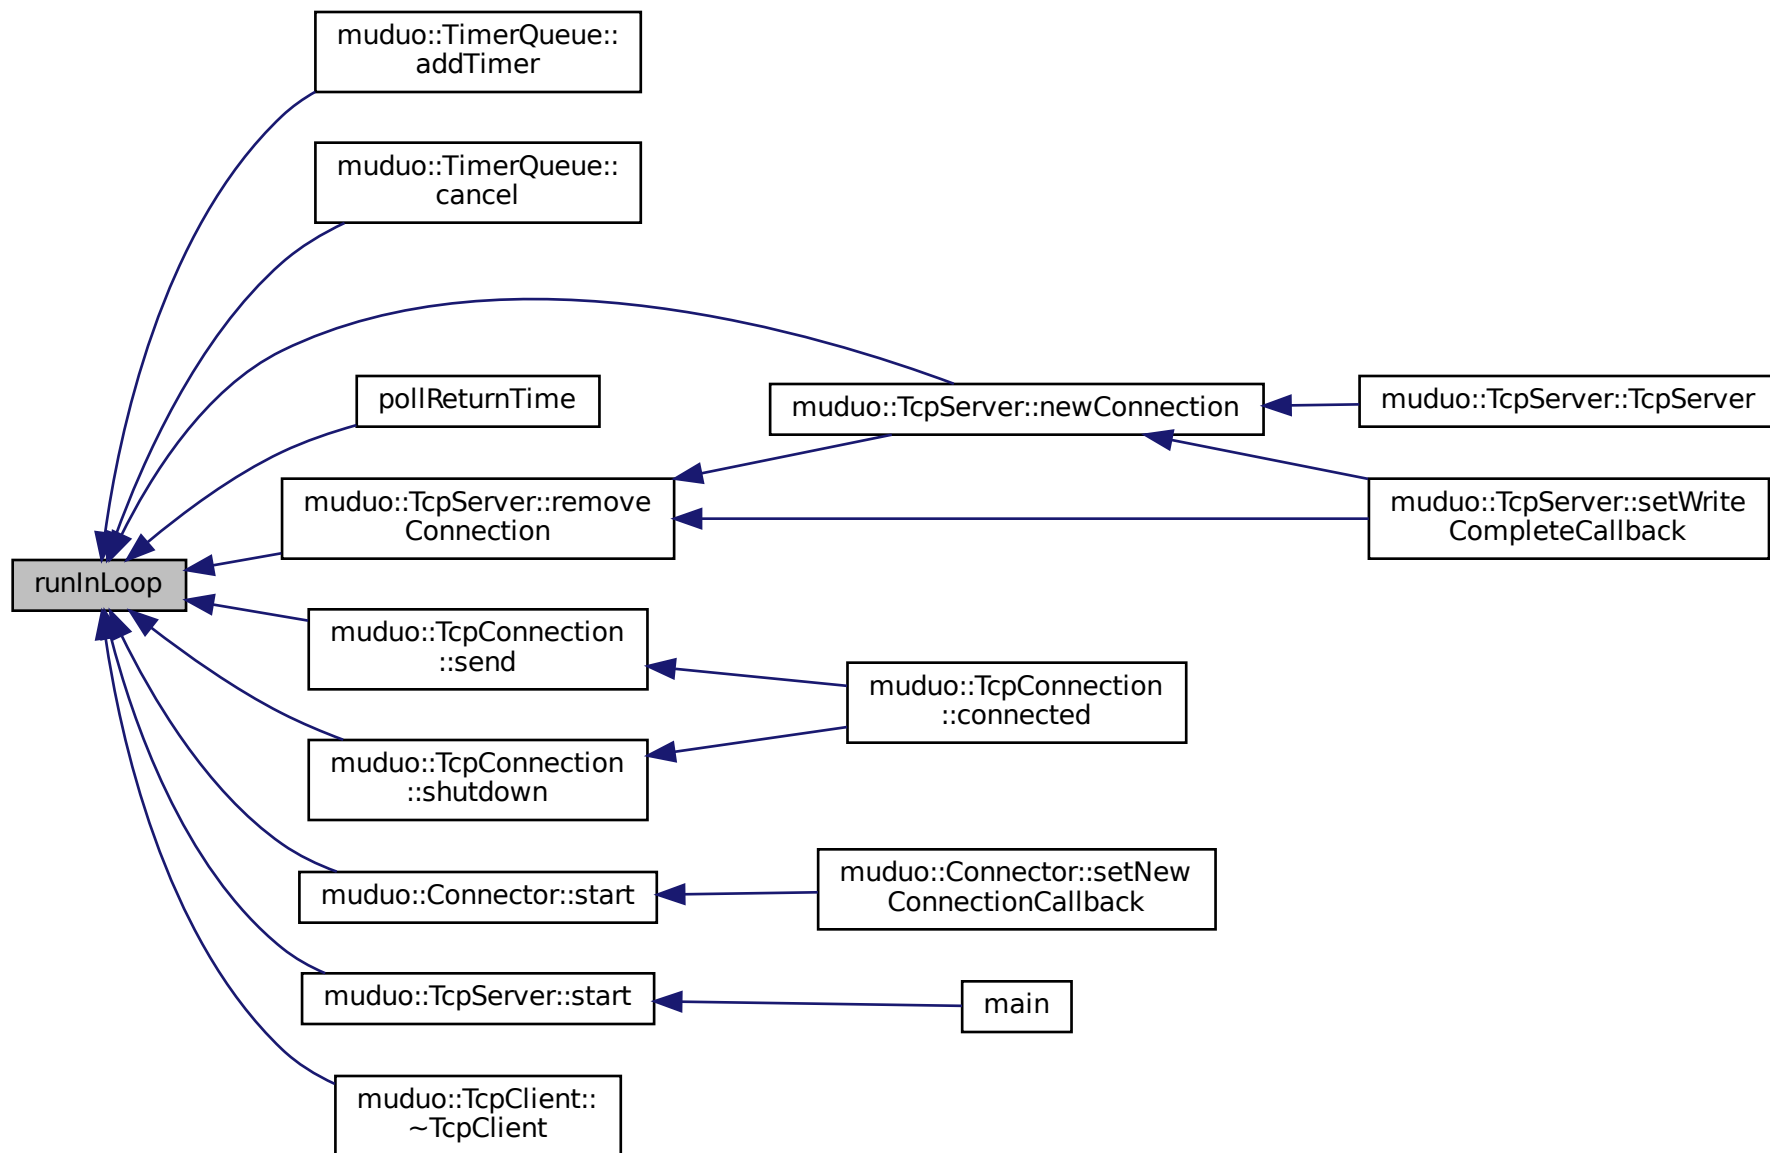 muduo::TimerQueue::
addTimer
muduo::TimerQueue::
cancel
pollReturnTime
muduo::TcpServer::newConnection
muduo::TcpServer::TcpServer
muduo::TcpServer::remove
Connection
muduo::TcpServer::setWrite
CompleteCallback
runInLoop
muduo::TcpConnection
::send
muduo::TcpConnection
::connected
muduo::TcpConnection
::shutdown
muduo::Connector::start
muduo::Connector::setNew
ConnectionCallback
muduo::TcpServer::start
main
muduo::TcpClient::
~TcpClient